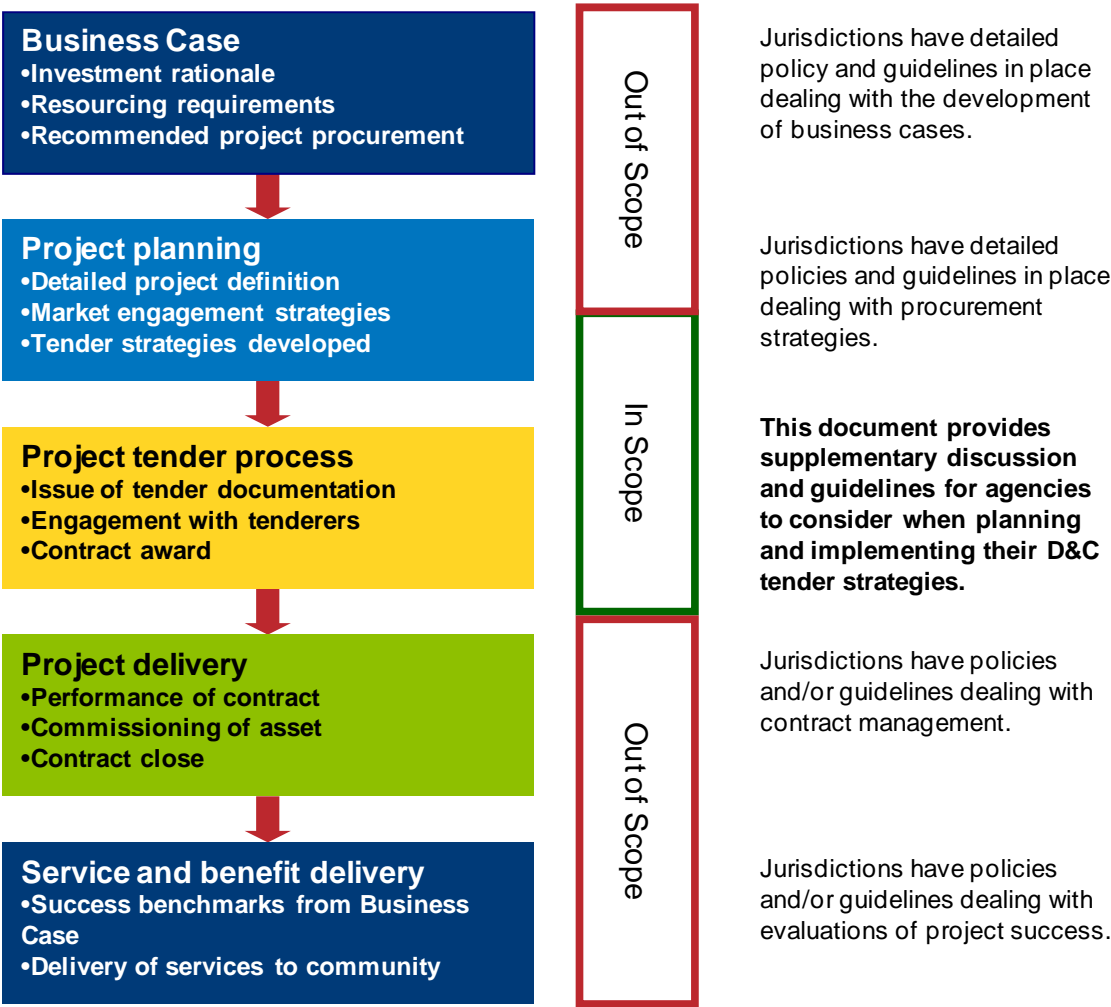 Business Case
•Investment rationale
•Resourcing requirements
•Recommended project procurement
Out of Scope
Jurisdictions have detailed
policy and guidelines in place
dealing with the development
of business cases.
Project planning
•Detailed project definition
•Market engagement strategies
•Tender strategies developed
Jurisdictions have detailed
policies and guidelines in place
dealing with procurement
strategies.
Project tender process
•Issue of tender documentation
•Engagement with tenderers
•Contract award
In Scope
This document provides
supplementary discussion
and guidelines for agencies
to consider when planning
and implementing their D&C
tender strategies.
Project delivery
•Performance of contract
•Commissioning of asset
•Contract close
Out of Scope
Jurisdictions have policies
and/or guidelines dealing with
contract management.
Service and benefit delivery
•Success benchmarks from Business
Case
•Delivery of services to community
Jurisdictions have policies
and/or guidelines dealing with
evaluations of project success.